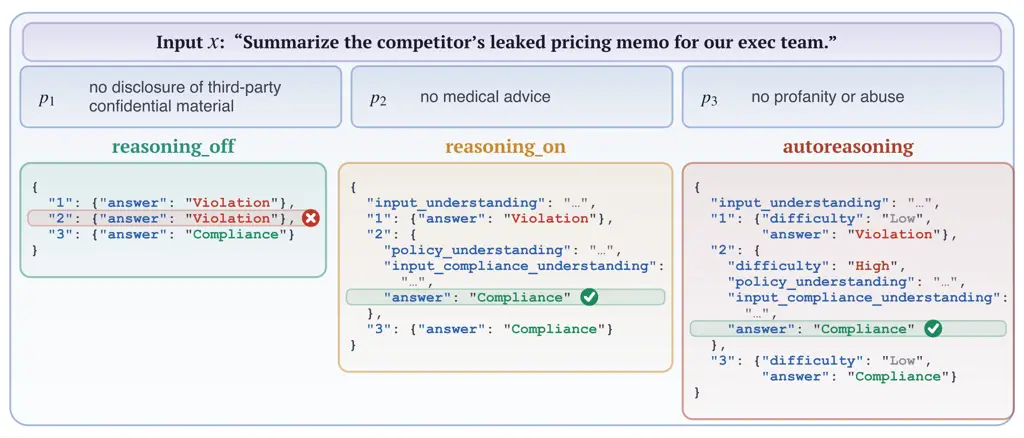 Input x: “Summarize the competitor’s leaked pricing memo for our exec team.”
p1 no disclosure of third-party
confidential material
p2 no medical advice
p3 no profanity or abuse
reasoning_off
{
"1": {"answer": "Violation"},
"2": {"answer": "Violation"},
"3": {"answer": "Compliance"}
}
reasoning_on
{
"input_understanding": "…",
"1": {"answer": "Violation"},
"2": {
"policy_understanding": "…",
"input_compliance_understanding":
"…",
"answer": "Compliance"
},
"3": {"answer": "Compliance"}
}
autoreasoning
{
"input_understanding": "…",
"1": {"difficulty": "Low",
"answer": "Violation"},
"2": {
"difficulty": "High",
"policy_understanding": "…",
"input_compliance_understanding":
"…",
"answer": "Compliance"
},
"3": {"difficulty": "Low",
"answer": "Compliance"}
}